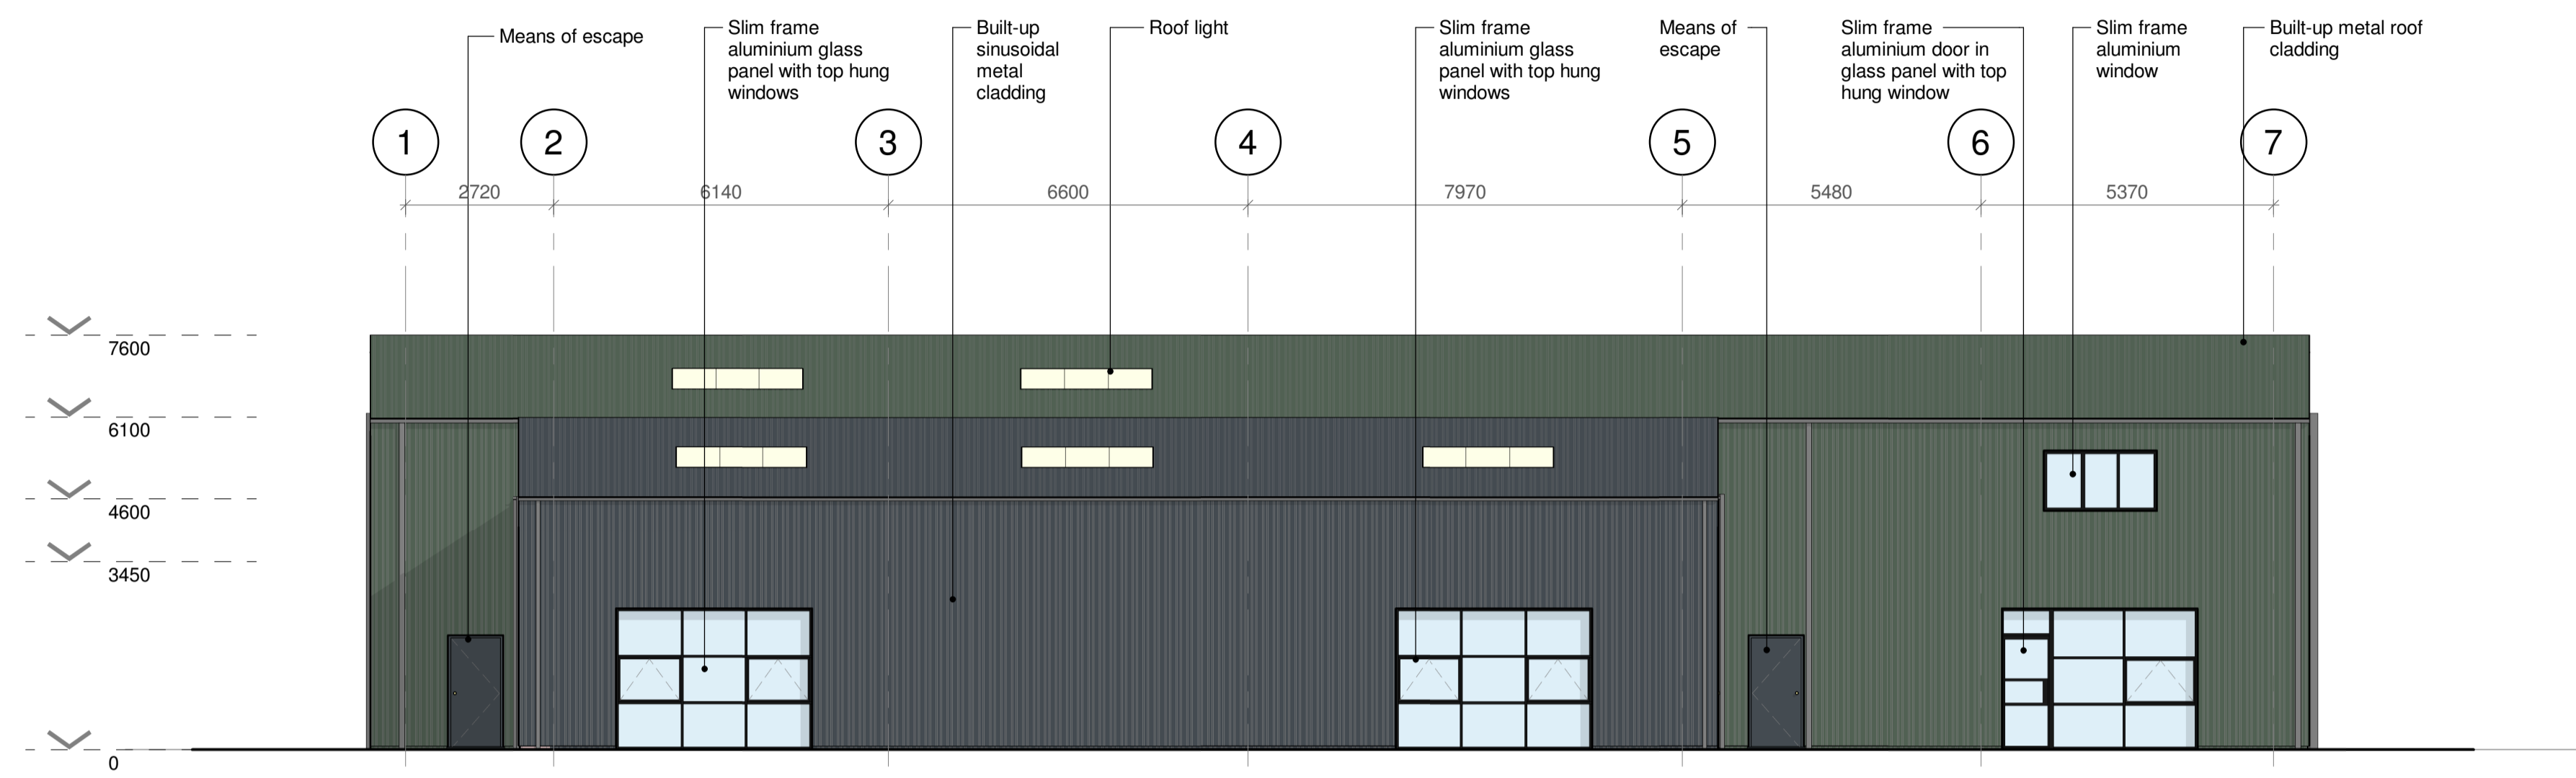 Means of escape
Slim frame
aluminium glass
panel with top hung
windows
Built-up
sinusoidal
metal
cladding
Roof light
Slim frame
aluminium glass
panel with top hung
windows
Means of
escape
Slim frame
aluminium door in
glass panel with top
hung window
Slim frame
aluminium
window
Built-up metal roof
cladding
1
2
3
4
5
6
7
2720
6140
6600
7970
5480
5370
7600
6100
4600
3450
0